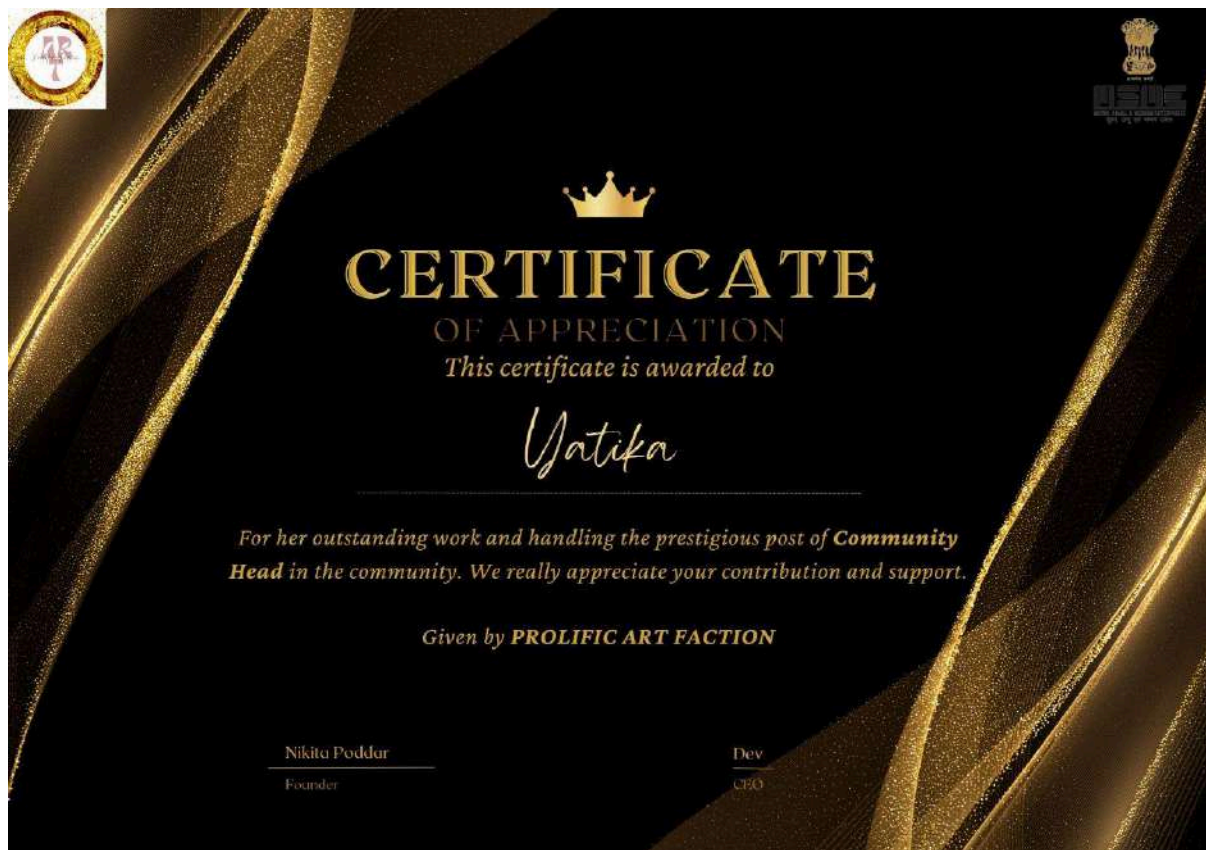 CERTIFICATE
OF APPRECIATION
This certificate is awarded to
Yatika
For her outstanding work and handling the prestigious post of Community
Head in the community. We really appreciate your contribution and support.
Given by PROLIFIC ART FACTION
Nikita Poddar
Founder
Dev
CEO